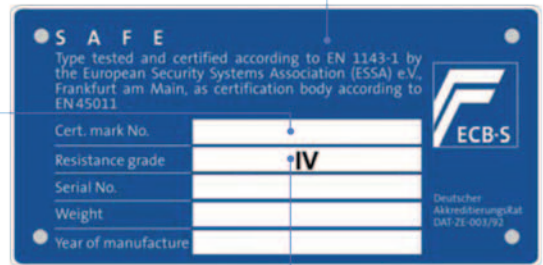 S A F E
Type tested and certified according to EN 1143-1 by
the European Security Systems Association (ESSA) e.V.,
Frankfurt am Main, as certification body according to
EN 45011
ECB·S
Cert. mark No.
Resistance grade IV
Serial No.
Weight
Year of manufacture
Deutscher
AkkreditierungsRat
DAT-ZE-003/92